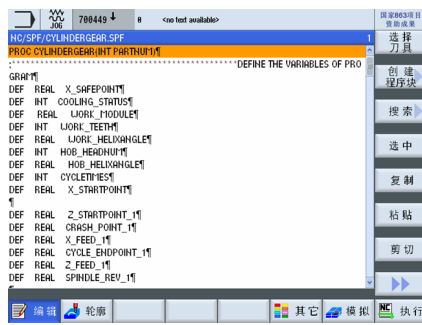 JOG
700449
0
<no text available>
国家863项目
资助成果
NC/SPF/CYLINDERGEAR.SPF 1
PROC CYLINDERGEAR(INT PARTHUM)¶
;************************************************DEFINE THE VARIABLES OF PRO
GRAM¶
DEF REAL X_SAFEPOINT¶
DEF INT COOLING_STATUS¶
DEF REAL WORK_MODULE¶
DEF INT WORK_TEETH¶
DEF REAL WORK_HELIXANGLE¶
DEF INT HOB_HEADNUM¶
DEF REAL HOB_HELIXANGLE¶
DEF INT CYCLETIMES¶
DEF REAL X_STARTPOINT¶
¶
DEF REAL Z_STARTPOINT_1¶
DEF REAL CRASH_POINT_1¶
DEF REAL X_FEED_1¶
DEF REAL CYCLE_ENDPOINT_1¶
DEF REAL Z_FEED_1¶
DEF REAL SPINDLE_REV_1¶
选择
刀具
创建
程序块
搜索
选中
复制
粘贴
剪切
编辑
轮廓
其它
模拟
NC 执行